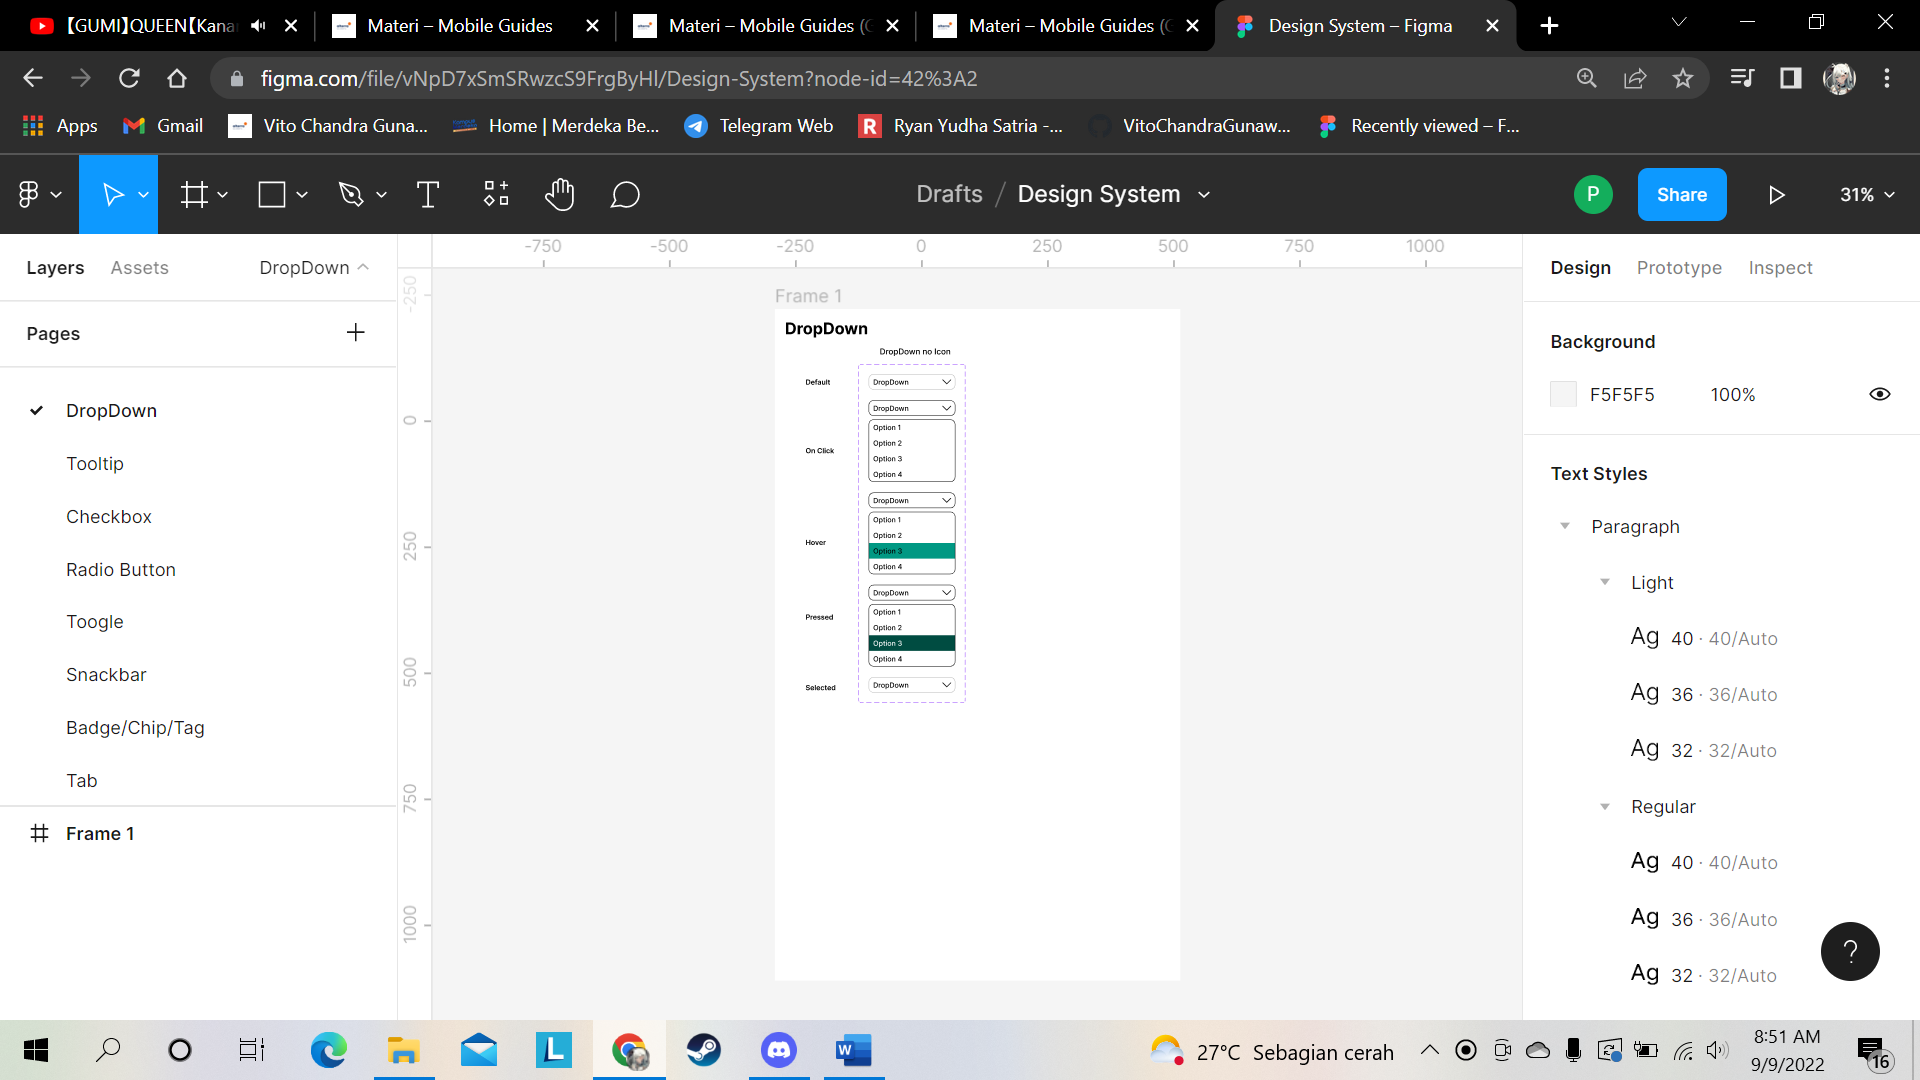 【GUMI】QUEEN【Kana
Materi – Mobile Guides
Materi – Mobile Guides (
Materi – Mobile Guides (
Design System – Figma
figma.com/file/vNpD7xSmSRwzcS9FrgByHl/Design-System?node-id=42%3A2
Apps
Gmail
Vito Chandra Guna...
Home | Merdeka Be...
Telegram Web
R
Ryan Yudha Satria -...
VitoChandraGunaw...
Recently viewed – F...
Drafts / Design System
P
Share
31%
Layers
Assets
DropDown
Pages
DropDown
Tooltip
Checkbox
Radio Button
Toogle
Snackbar
Badge/Chip/Tag
Tab
Frame 1
-750
-500
-250
0
250
500
750
1000
-250
0
250
500
750
1000
Frame 1
DropDown
DropDown no Icon
Default
DropDown
DropDown
On Click
Option 1
Option 2
Option 3
Option 4
DropDown
Hover
Option 1
Option 2
Option 3
Option 4
DropDown
Pressed
Option 1
Option 2
Option 3
Option 4
Selected
DropDown
Design
Prototype
Inspect
Background
F5F5F5
100%
Text Styles
Paragraph
Light
Ag 40 · 40/Auto
Ag 36 · 36/Auto
Ag 32 · 32/Auto
Regular
Ag 40 · 40/Auto
Ag 36 · 36/Auto
Ag 32 · 32/Auto
?
L
W
27°C Sebagian cerah
8:51 AM
9/9/2022
16